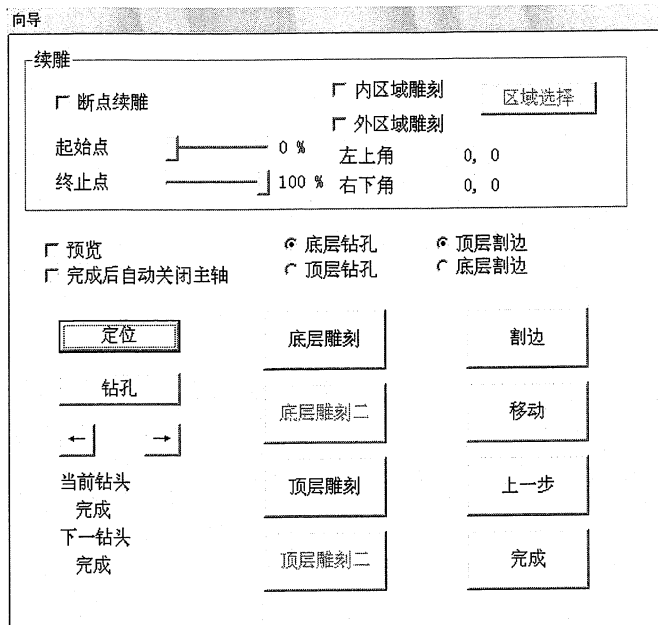 向导
续雕
断点续雕
内区域雕刻
区域选择
外区域雕刻
起始点 0 %
左上角 0, 0
终止点 100 %
右下角 0, 0
预览
底层钻孔
顶层割边
完成后自动关闭主轴
顶层钻孔
底层割边
定位
底层雕刻
割边
钻孔
底层雕刻二
移动
← →
当前钻头
完成
顶层雕刻
上一步
下一钻头
完成
顶层雕刻二
完成